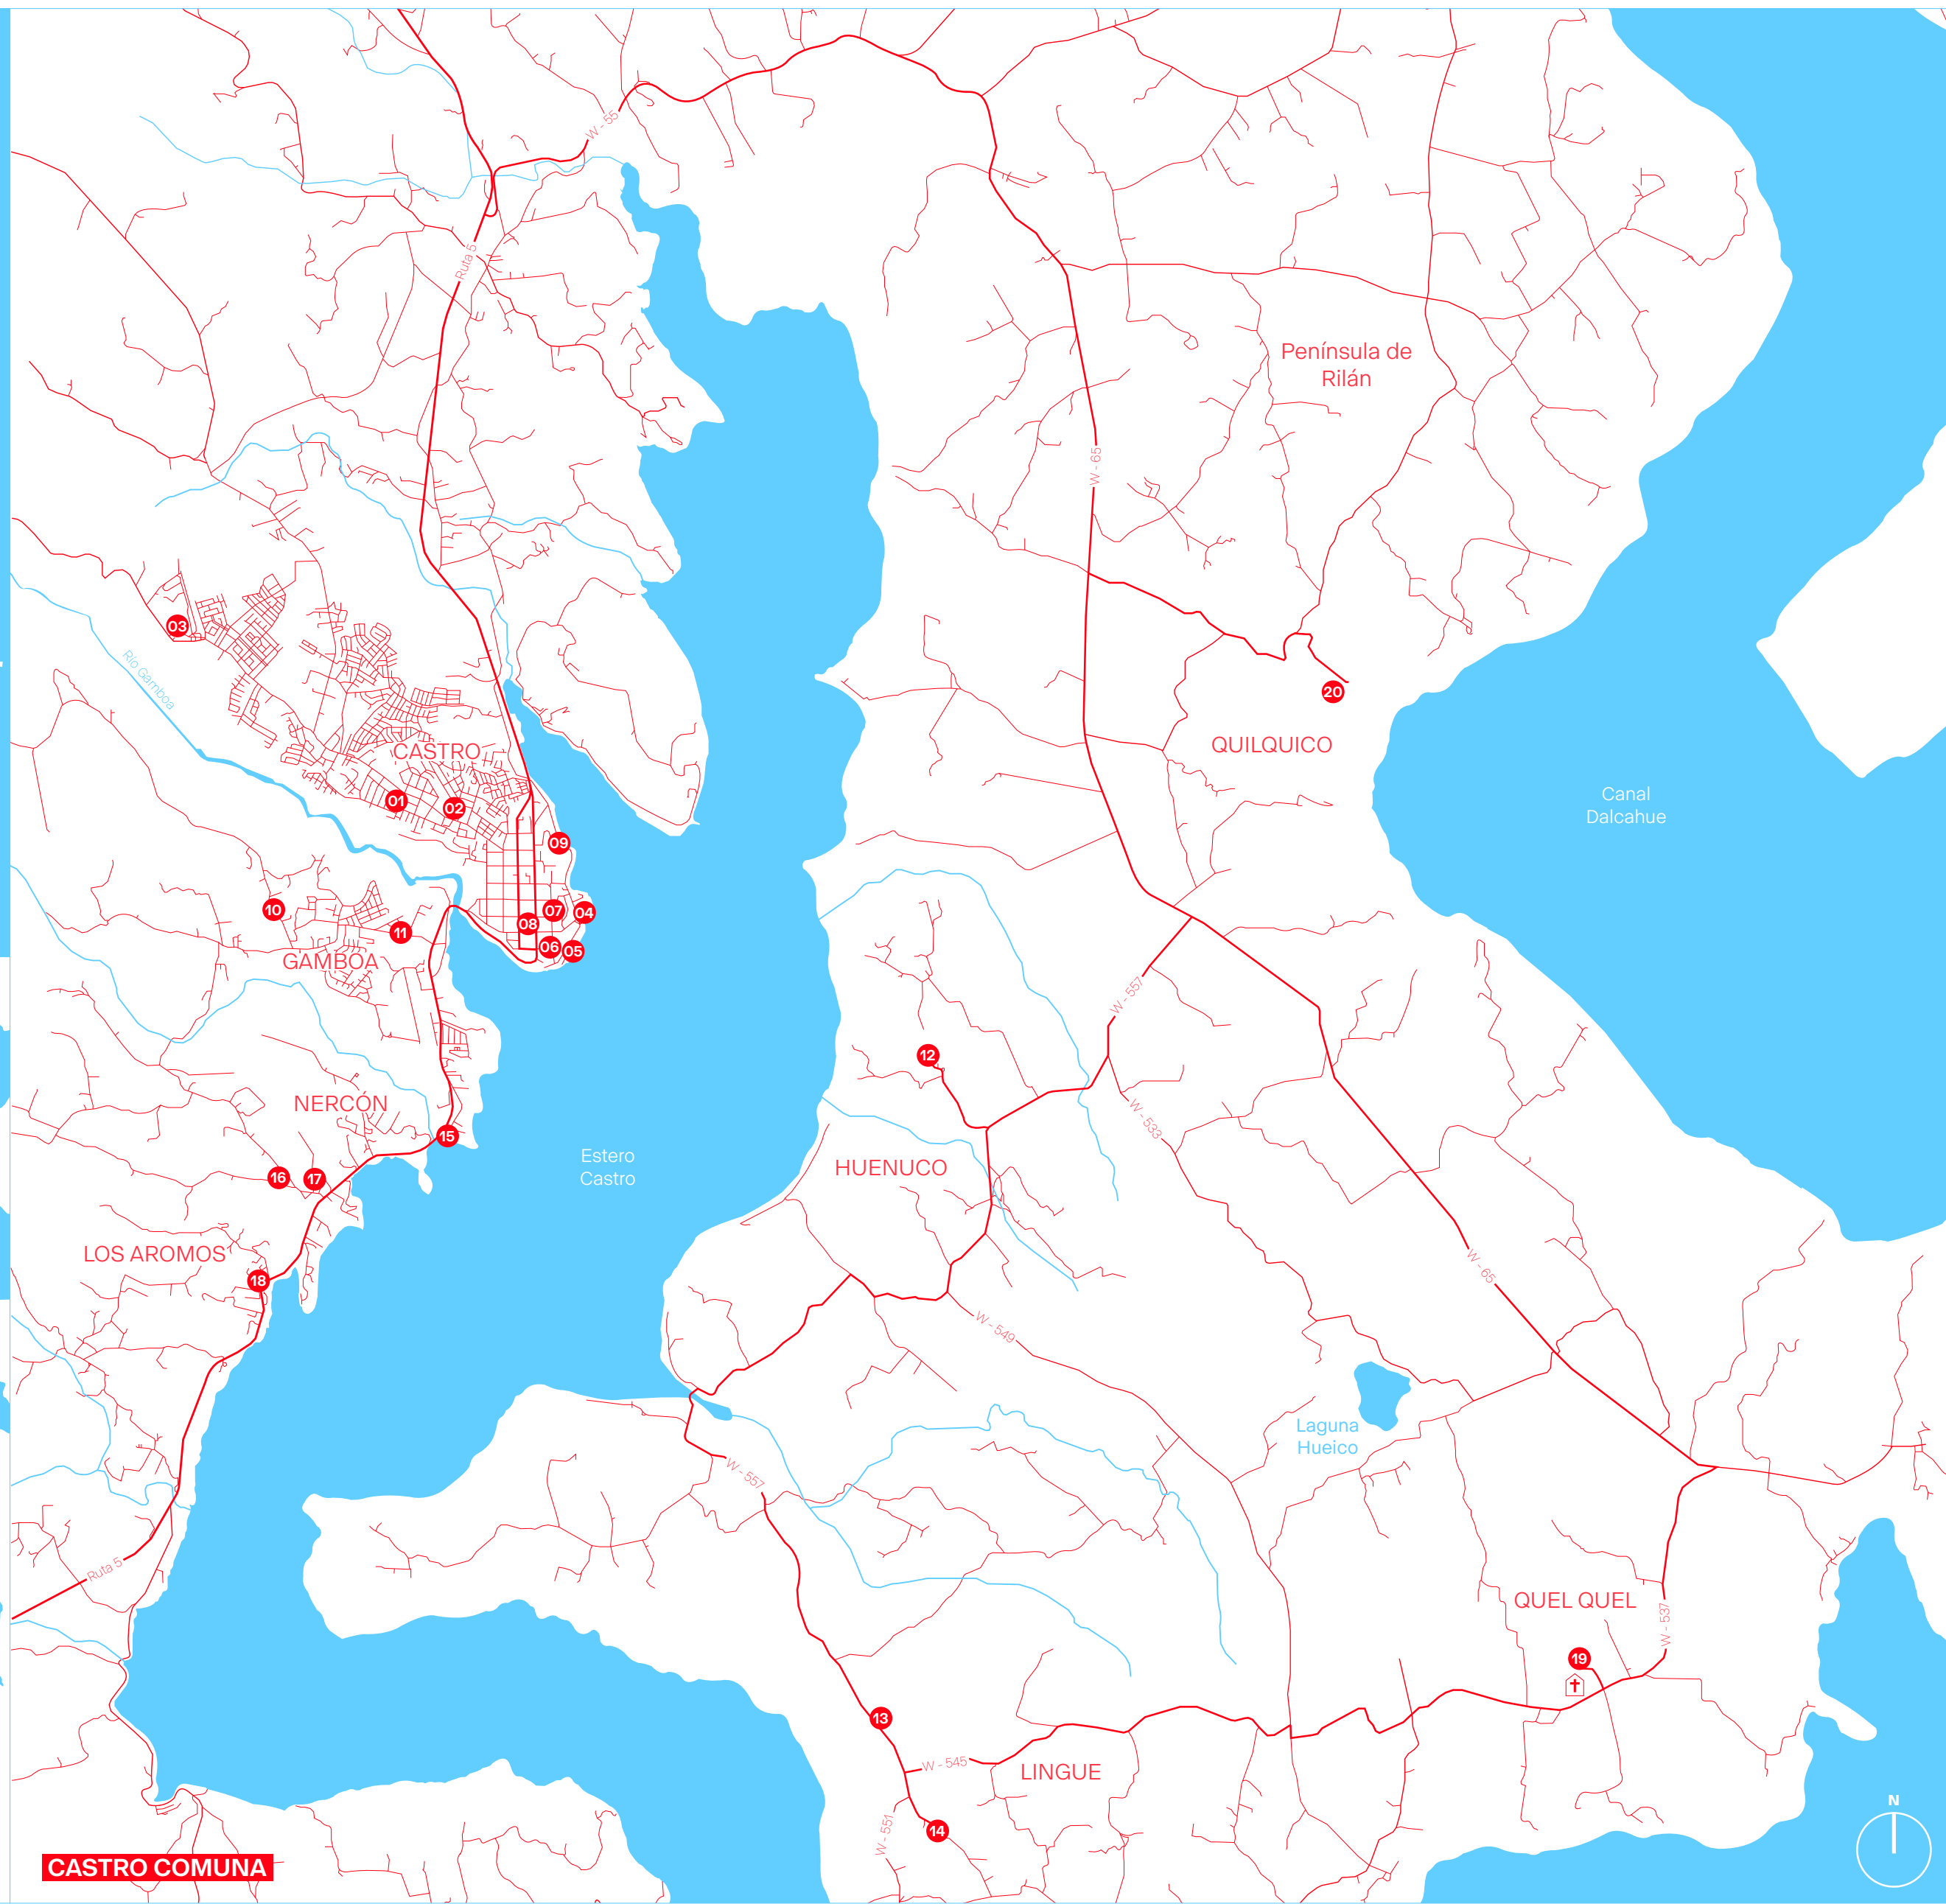 W - 55
Ruta 5
Península de
Rilán
W - 65
03
Río Gamboa
20
QUILQUICO
CASTRO
01
02
Canal
Dalcahue
09
10
07
04
08
11
06
05
GAMBOA
W - 557
12
NERCÓN
W - 533
15
Estero
Castro
HUENUCO
16
17
LOS AROMOS
W - 65
18
W - 549
Laguna
Hueico
W - 557
Ruta 5
QUEL QUEL
W - 537
19
13
W - 545
LINGUE
N
W - 551
14
CASTRO COMUNA